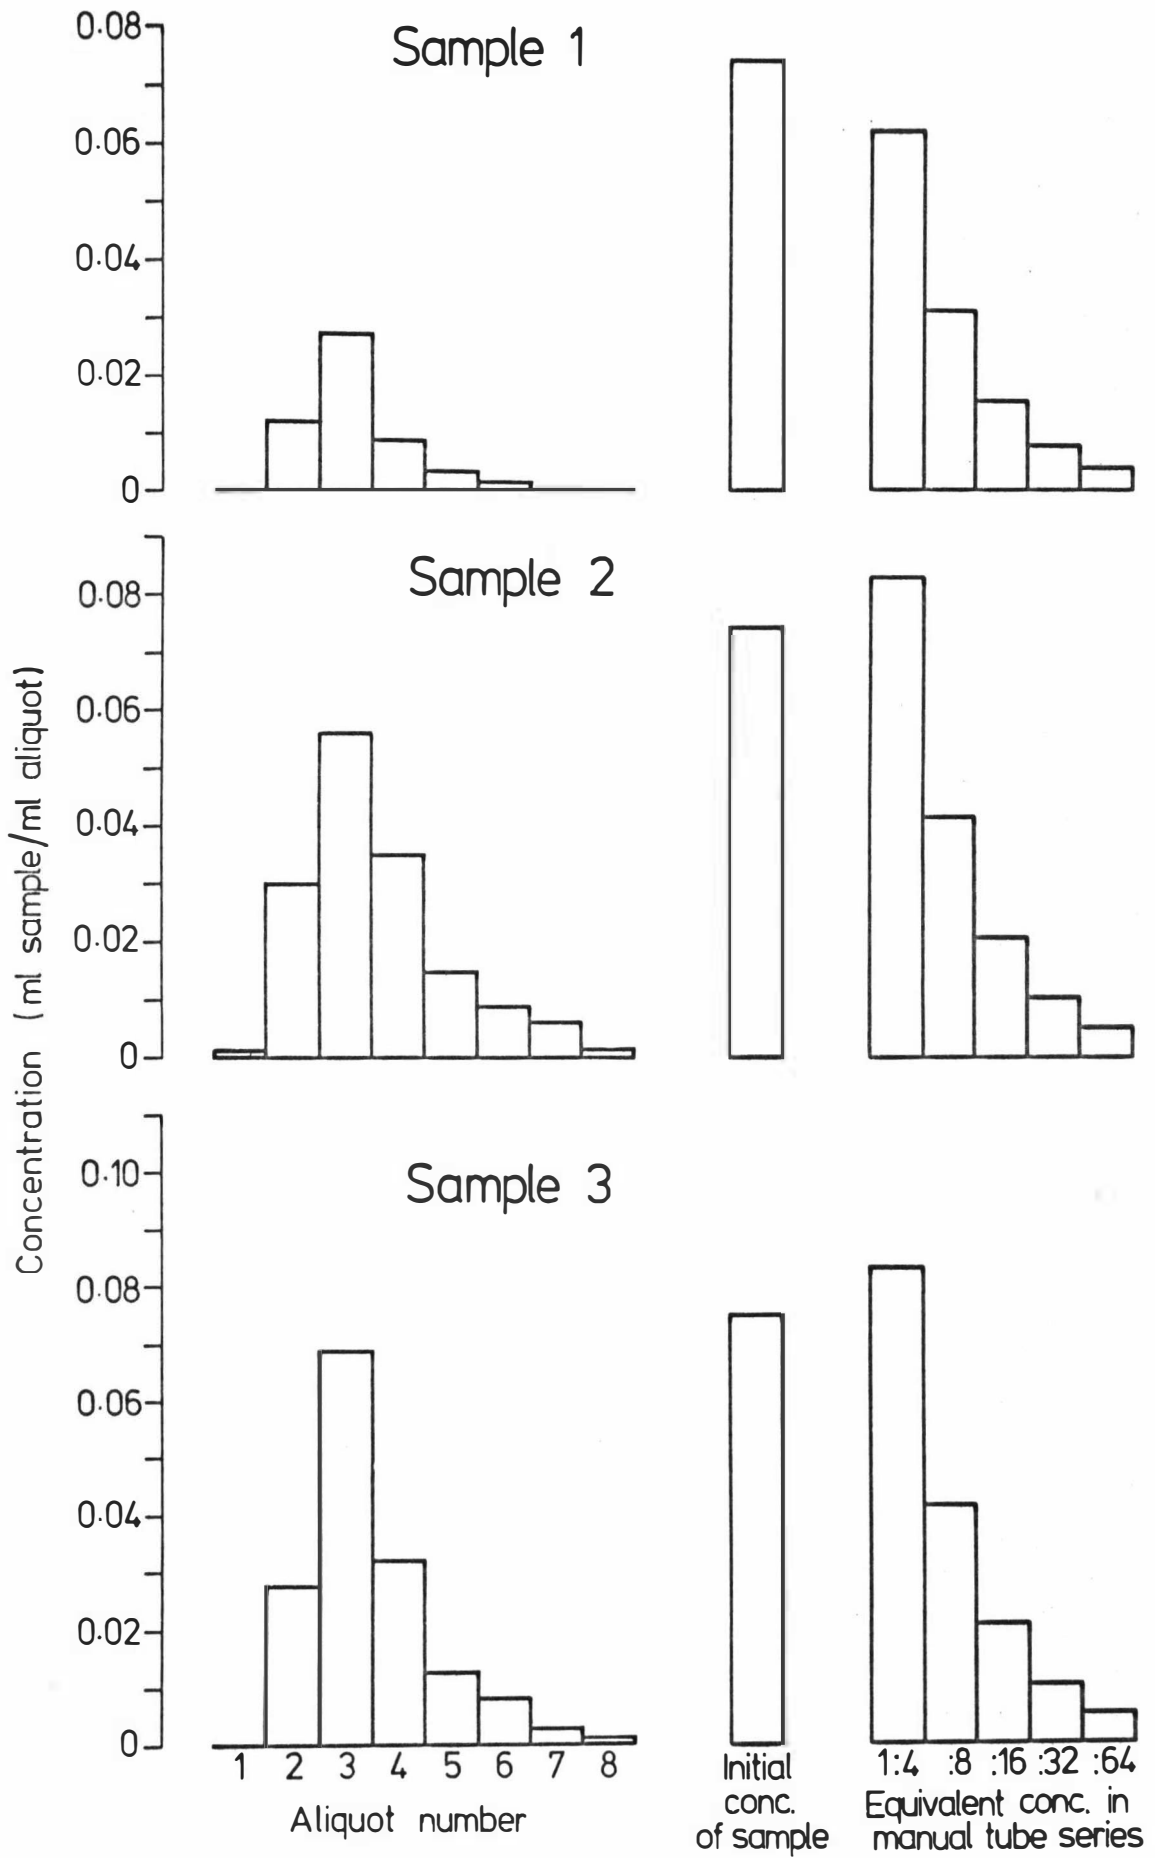 Concentration (ml sample/ml aliquot)
Sample 1
0.08
0.06
0.04
0.02
0
Sample 2
0.08
0.06
0.04
0.02
0
Sample 3
0.10
0.08
0.06
0.04
0.02
0
1 2 3 4 5 6 7 8
Aliquot number
Initial
conc.
of sample
1:4 :8 :16 :32 :64
Equivalent conc. in
manual tube series